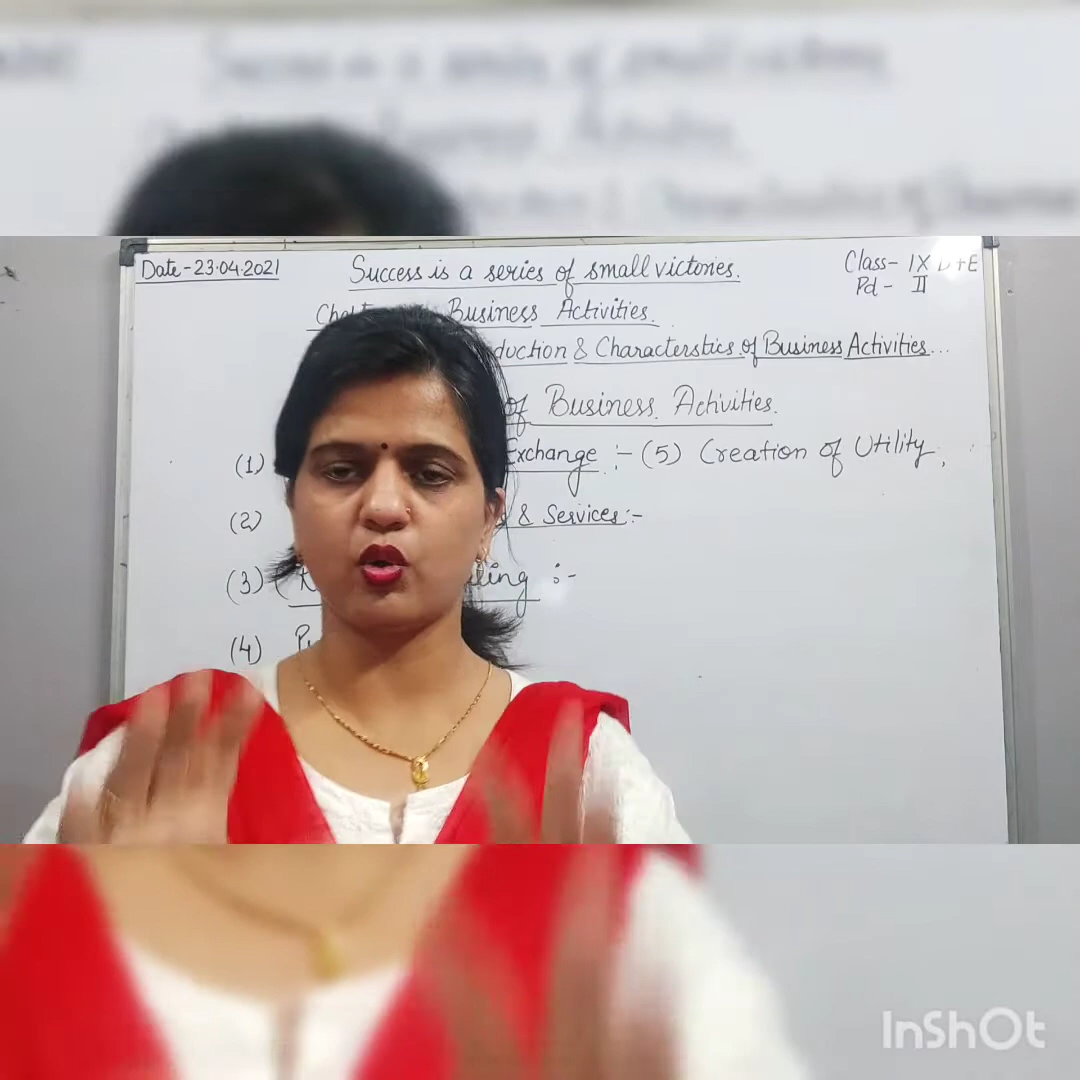 Date-23.04.2021
Success is a series of small victories.
Class- IX D+E
Pd- II
Business Activities.
duction & Characterstics of Business Activities...
of Business Activities.
(1) Exchange :- (5) Creation of Utility,
(2) & Services:-
(3)
(4)
InShOt